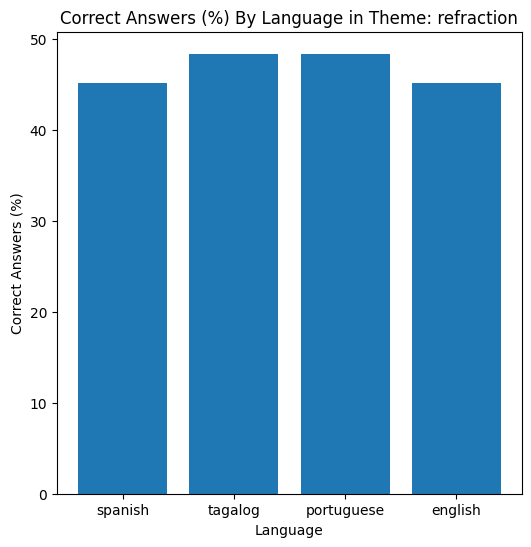 Correct Answers (%) By Language in Theme: refraction
50
40
30
20
10
0
Correct Answers (%)
spanish tagalog portuguese english
Language